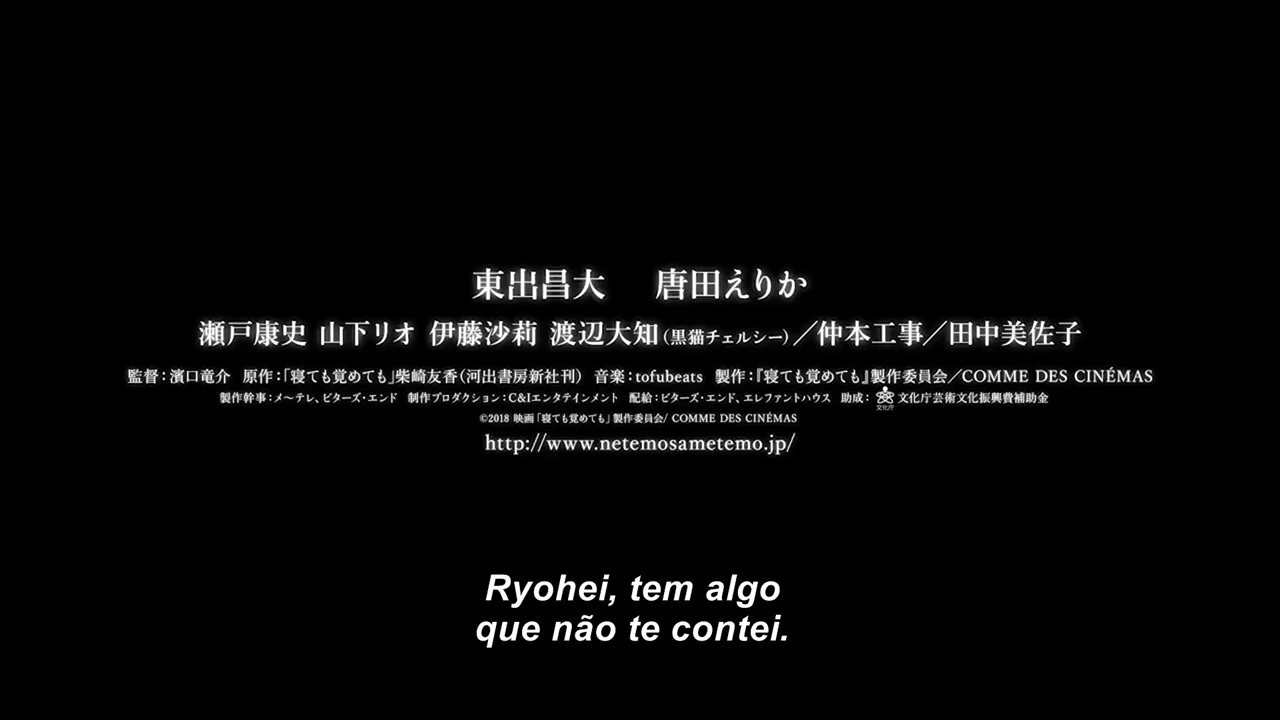 東出昌大 唐田えりか
瀬戸康史 山下リオ 伊藤沙莉 渡辺大知(黒猫チェルシー)／仲本工事／田中美佐子
監督：濱口竜介 原作：「寝ても覚めても」柴崎友香(河出書房新社刊) 音楽：tofubeats 製作：『寝ても覚めても』製作委員会／COMME DES CINÉMAS
製作幹事：メ〜テレ、ビターズ・エンド 制作プロダクション：C&Iエンタテインメント 配給：ビターズ・エンド、エレファントハウス 助成： 文化庁 文化庁芸術文化振興費補助金
©2018 映画「寝ても覚めても」製作委員会/ COMME DES CINÉMAS
http://www.netemosametemo.jp/
Ryohei, tem algo
que não te contei.